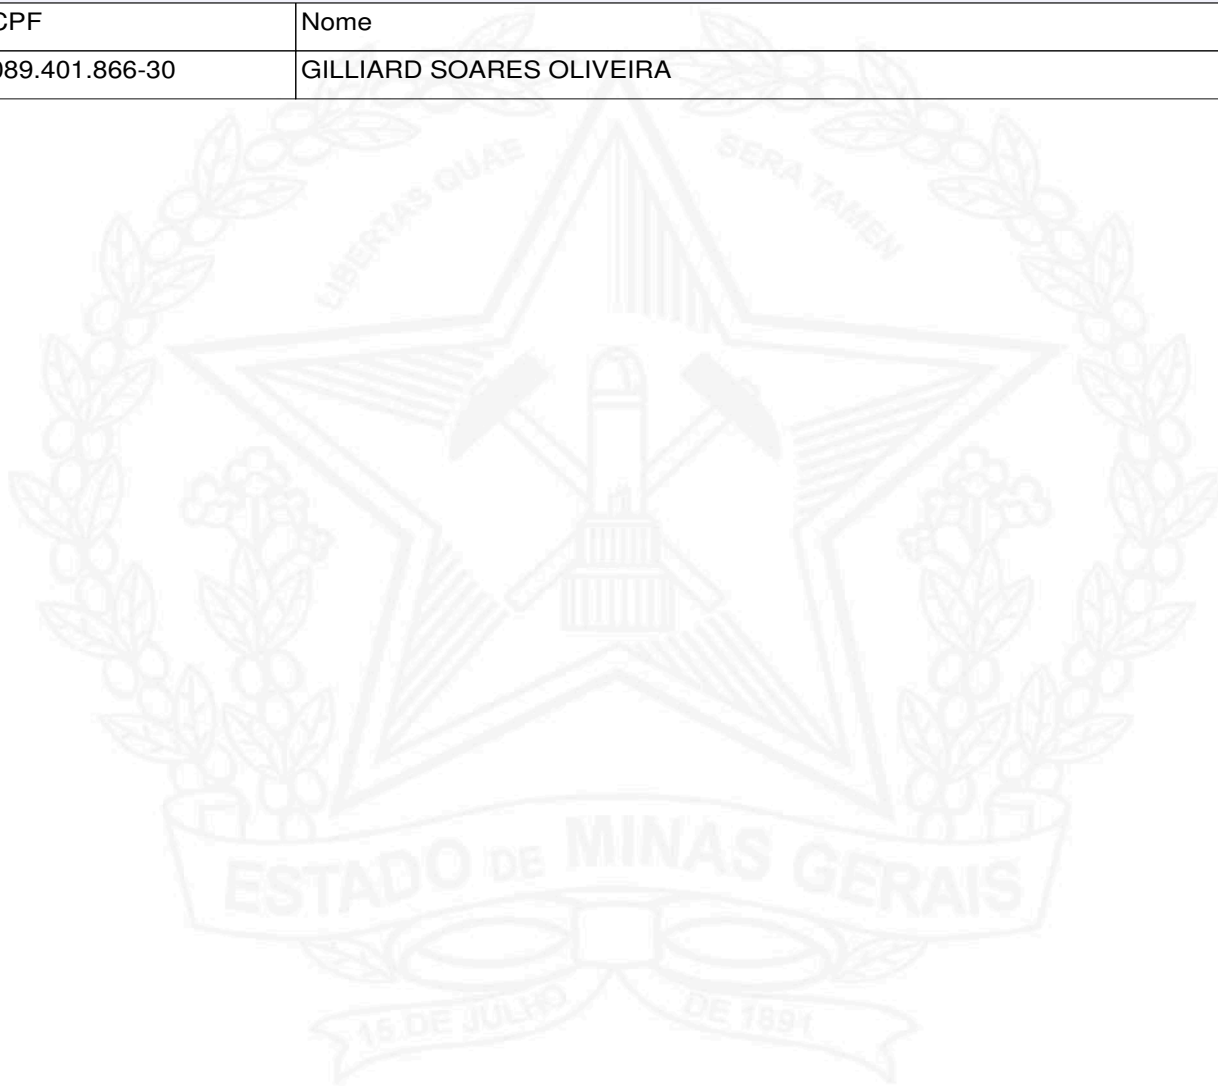 CPF Nome
089.401.866-30 GILLIARD SOARES OLIVEIRA
LIBERTAS QUAE SERA TAMEN
ESTADO DE MINAS GERAIS
15 DE JULHO DE 1891